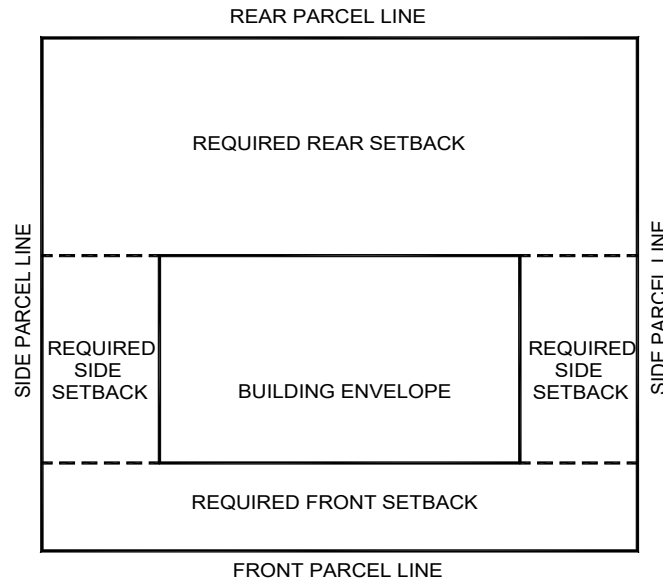 REAR PARCEL LINE
REQUIRED REAR SETBACK
SIDE PARCEL LINE
REQUIRED
SIDE
SETBACK
BUILDING ENVELOPE
REQUIRED
SIDE
SETBACK
SIDE PARCEL LINE
REQUIRED FRONT SETBACK
FRONT PARCEL LINE